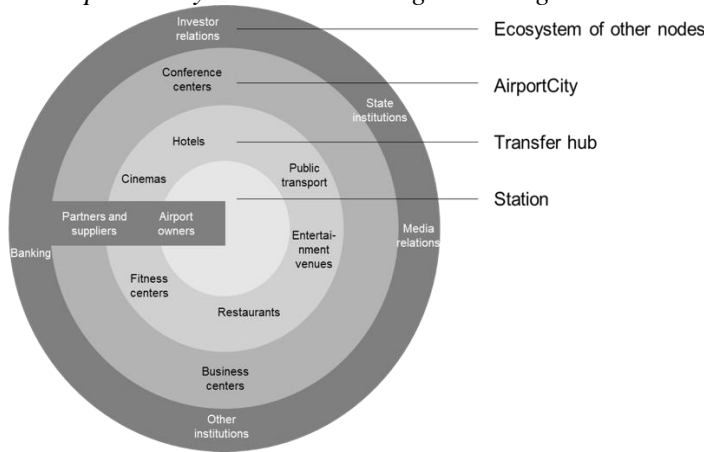 Investor
relations
Ecosystem of other nodes
Conference
centers
AirportCity
State
institutions
Hotels
Transfer hub
Cinemas
Public
transport
Station
Partners and
suppliers
Airport
owners
Media
relations
Banking
Entertai-
nment
venues
Fitness
centers
Restaurants
Business
centers
Other
institutions